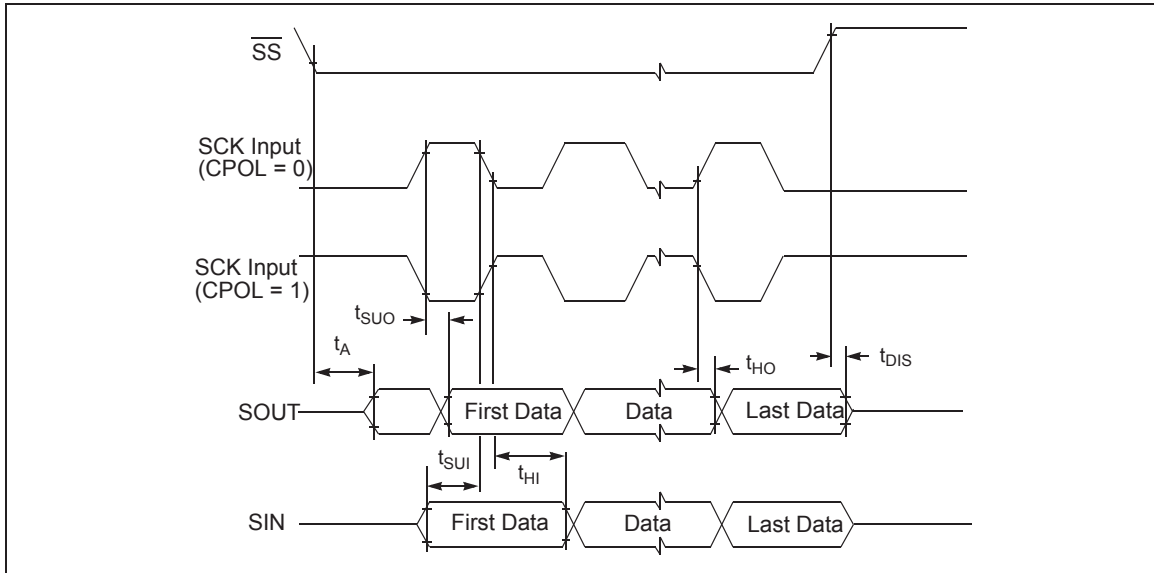 SS
SCK Input
(CPOL = 0)
SCK Input
(CPOL = 1)
tSUO
tA
tHO
tDIS
SOUT
First Data
Data
Last Data
tSUI
tHI
SIN
First Data
Data
Last Data